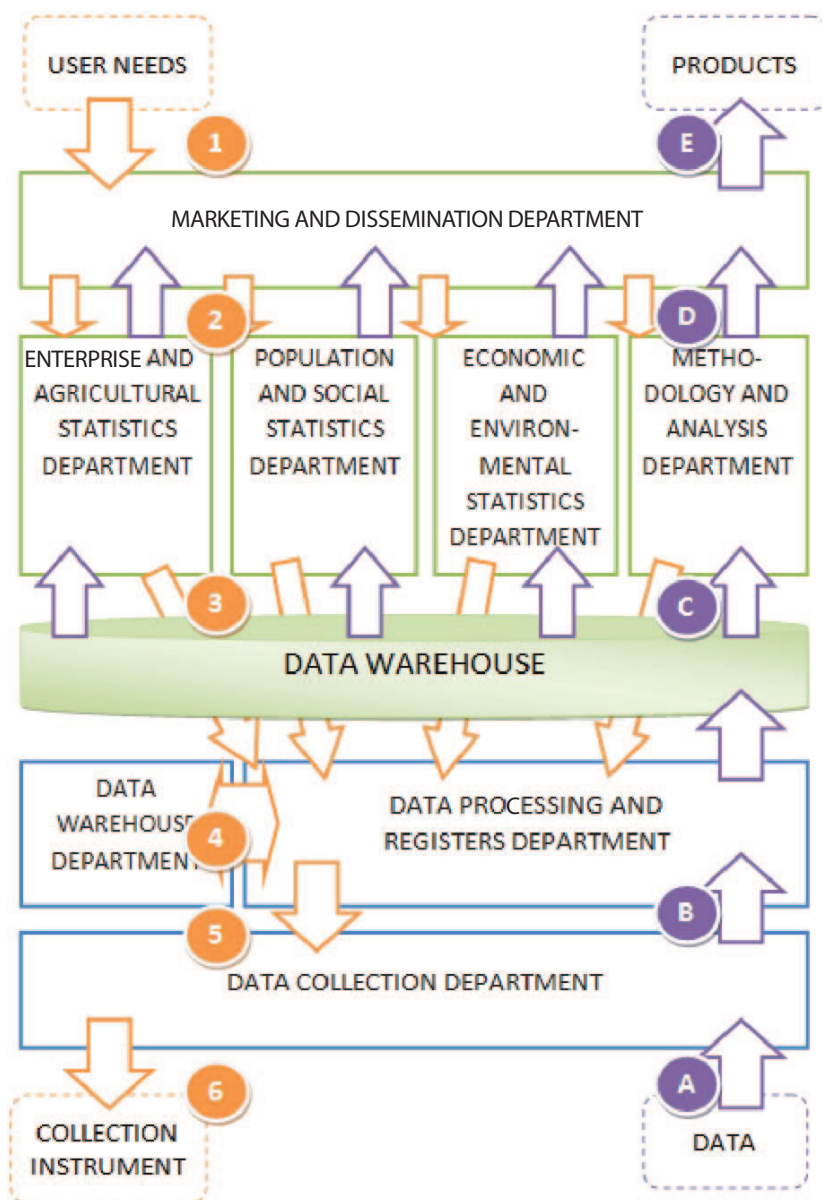 USER NEEDS
PRODUCTS
1
E
MARKETING AND DISSEMINATION DEPARTMENT
2
D
ENTERPRISE AND
AGRICULTURAL
STATISTICS
DEPARTMENT
POPULATION
AND SOCIAL
STATISTICS
DEPARTMENT
ECONOMIC
AND
ENVIRON-
MENTAL
STATISTICS
DEPARTMENT
METHO-
DOLOGY AND
ANALYSIS
DEPARTMENT
3
C
DATA WAREHOUSE
DATA
WAREHOUSE
DEPARTMENT
4
DATA PROCESSING AND
REGISTERS DEPARTMENT
B
5
DATA COLLECTION DEPARTMENT
6
A
COLLECTION
INSTRUMENT
DATA